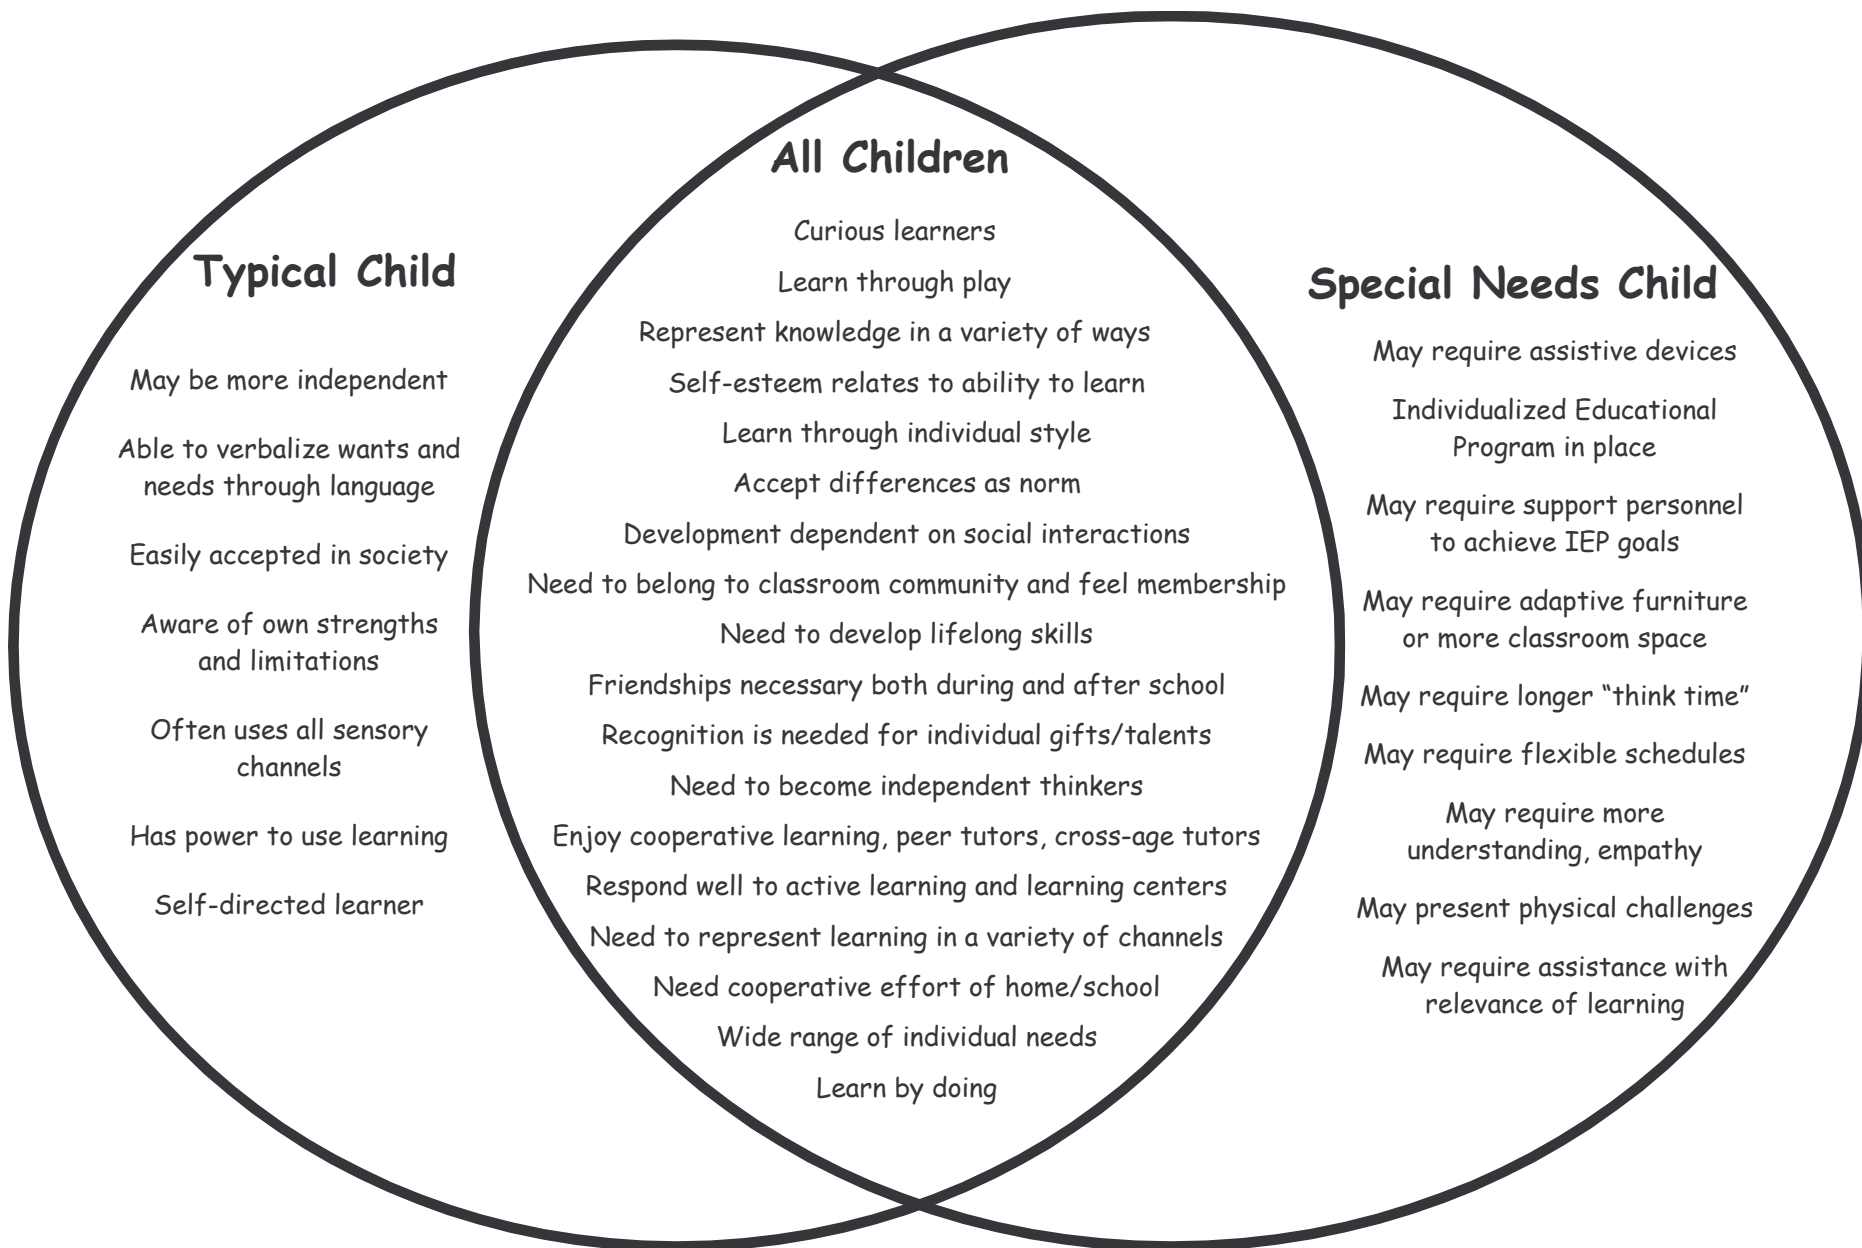 All Children
Curious learners
Learn through play
Represent knowledge in a variety of ways
Self-esteem relates to ability to learn
Learn through individual style
Accept differences as norm
Development dependent on social interactions
Need to belong to classroom community and feel membership
Need to develop lifelong skills
Friendships necessary both during and after school
Recognition is needed for individual gifts/talents
Need to become independent thinkers
Enjoy cooperative learning, peer tutors, cross-age tutors
Respond well to active learning and learning centers
Need to represent learning in a variety of channels
Need cooperative effort of home/school
Wide range of individual needs
Learn by doing
Typical Child
May be more independent
Able to verbalize wants and
needs through language
Easily accepted in society
Aware of own strengths
and limitations
Often uses all sensory
channels
Has power to use learning
Self-directed learner
Special Needs Child
May require assistive devices
Individualized Educational
Program in place
May require support personnel
to achieve IEP goals
May require adaptive furniture
or more classroom space
May require longer “think time”
May require flexible schedules
May require more
understanding, empathy
May present physical challenges
May require assistance with
relevance of learning